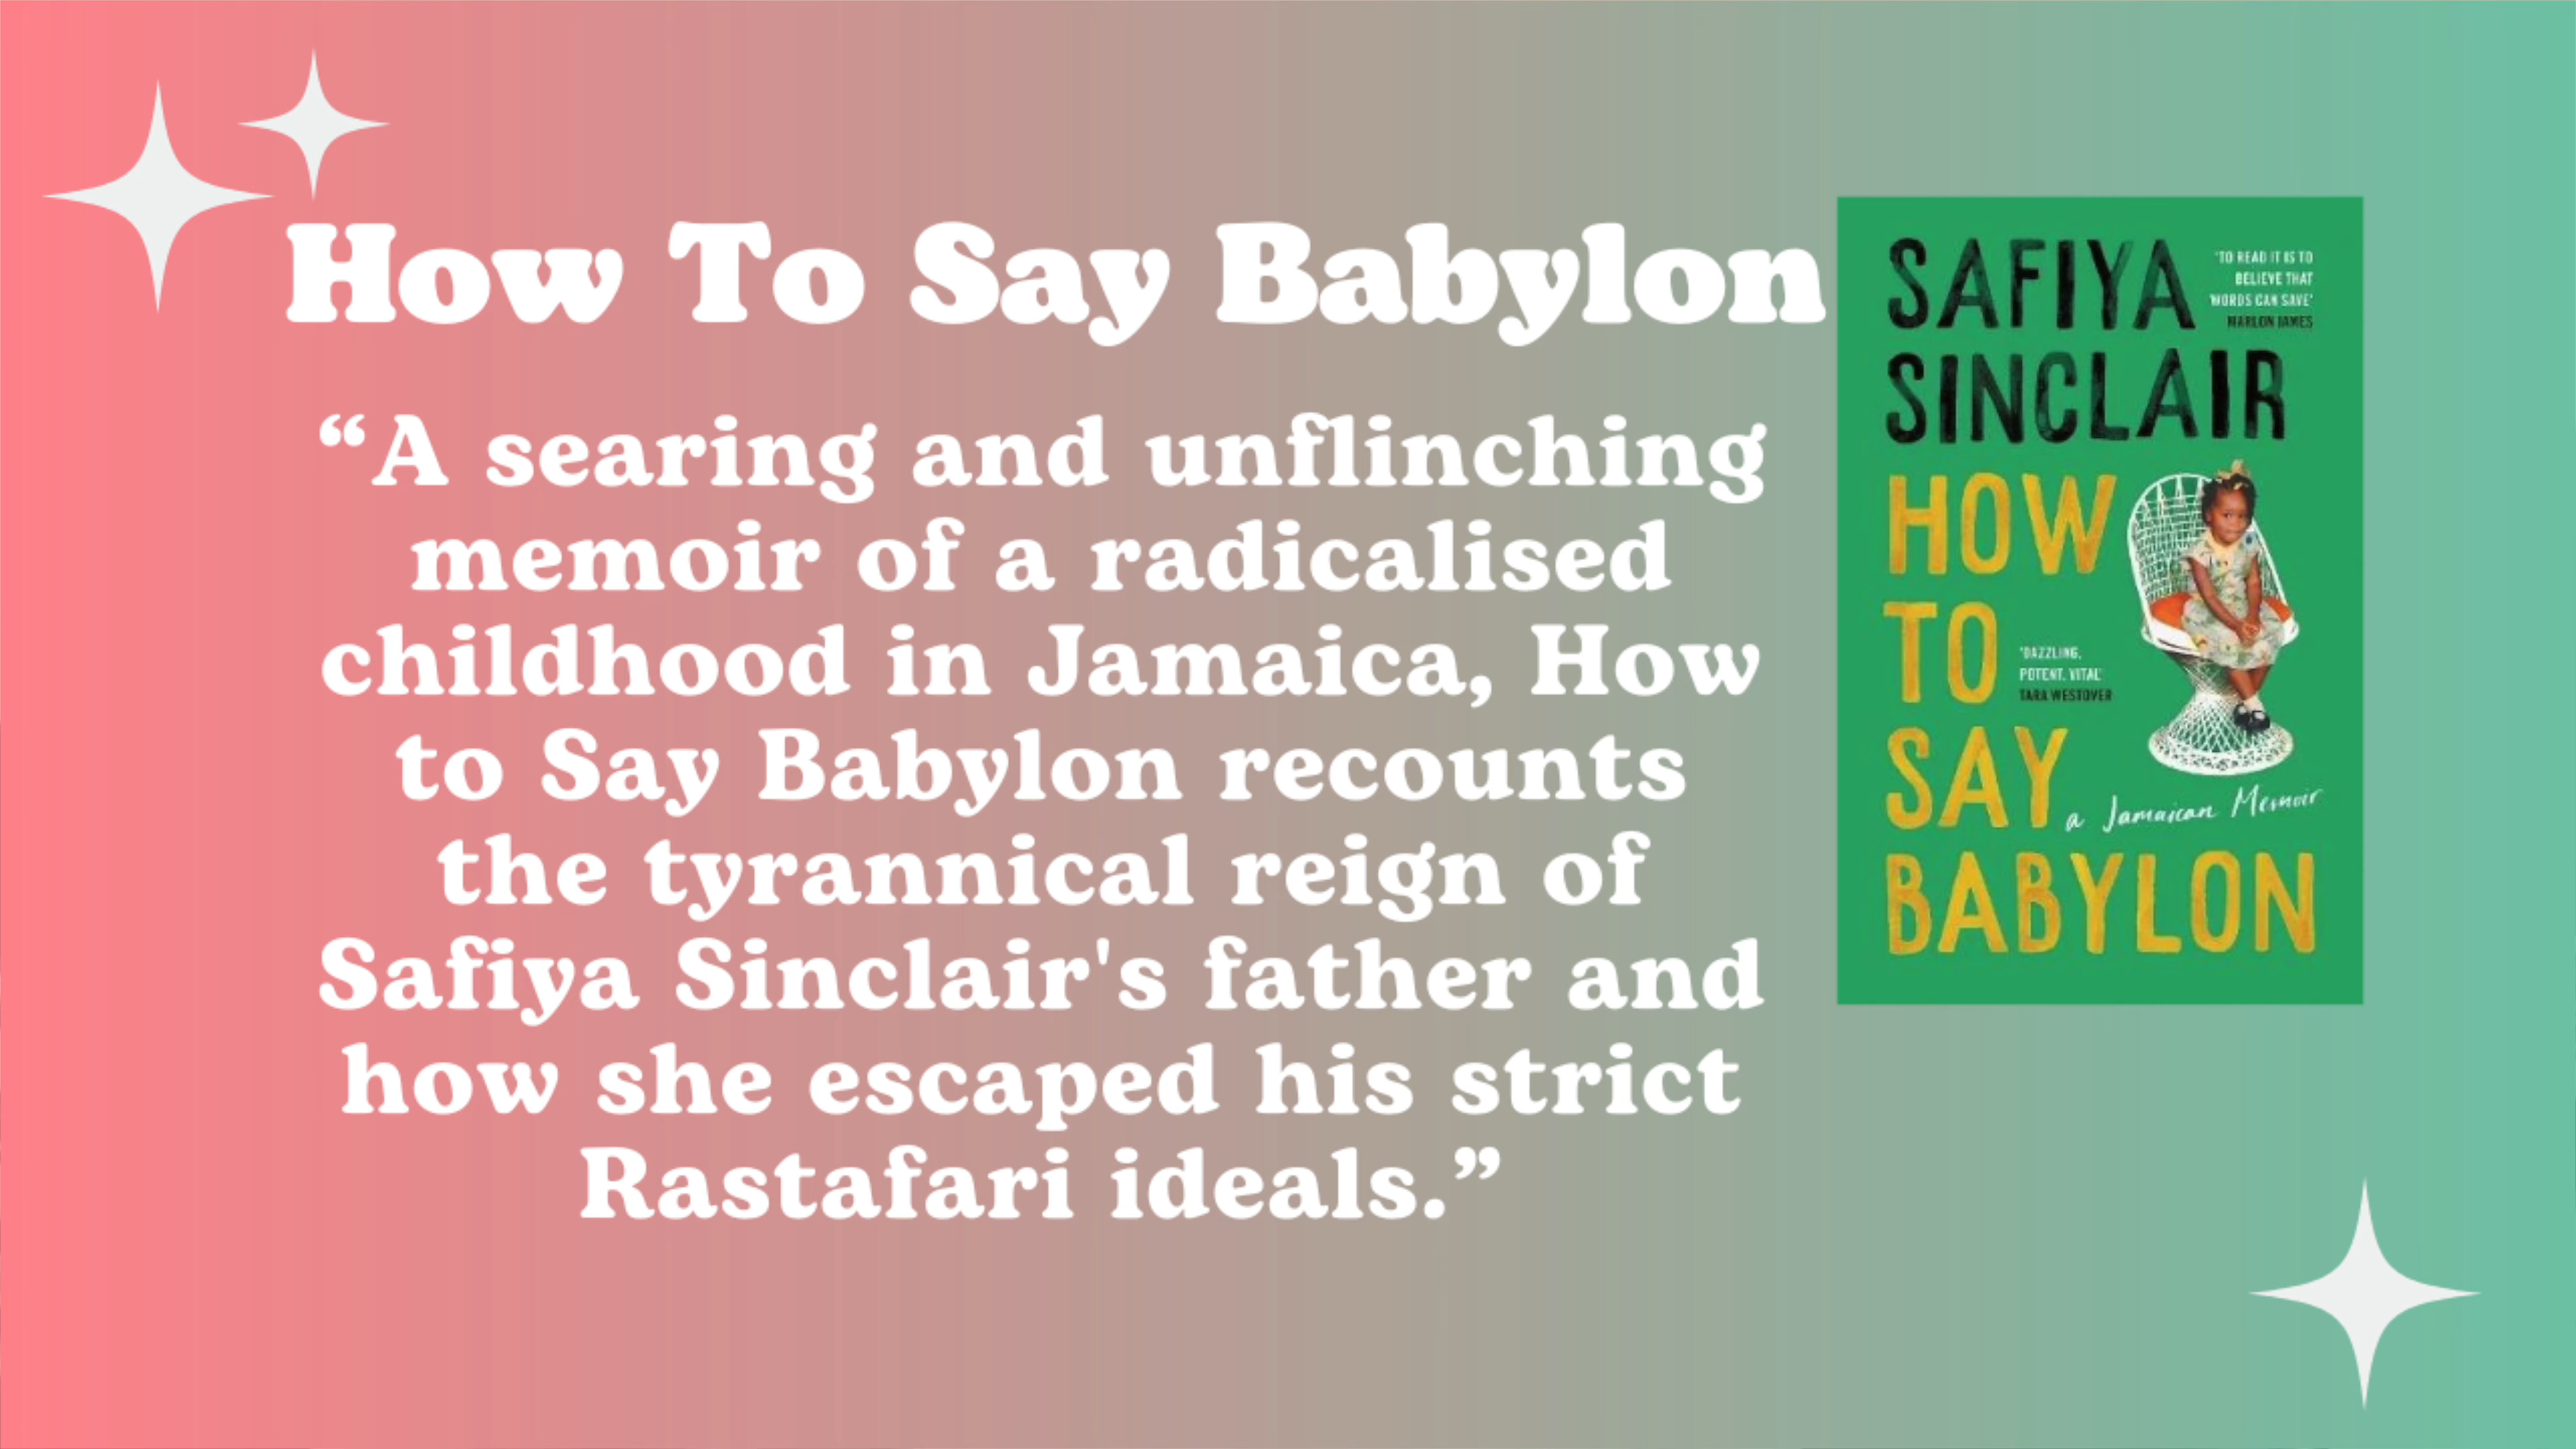 How To Say Babylon
“A searing and unflinching
memoir of a radicalised
childhood in Jamaica, How
to Say Babylon recounts
the tyrannical reign of
Safiya Sinclair's father and
how she escaped his strict
Rastafari ideals.”
SAFIYA
'TO READ IT IS TO
BELIEVE THAT
WORDS CAN SAVE'
MARLON JAMES
SINCLAIR
HOW
TO
'DAZZLING,
POTENT, VITAL'
TARA WESTOVER
SAY
a Jamaican Memoir
BABYLON